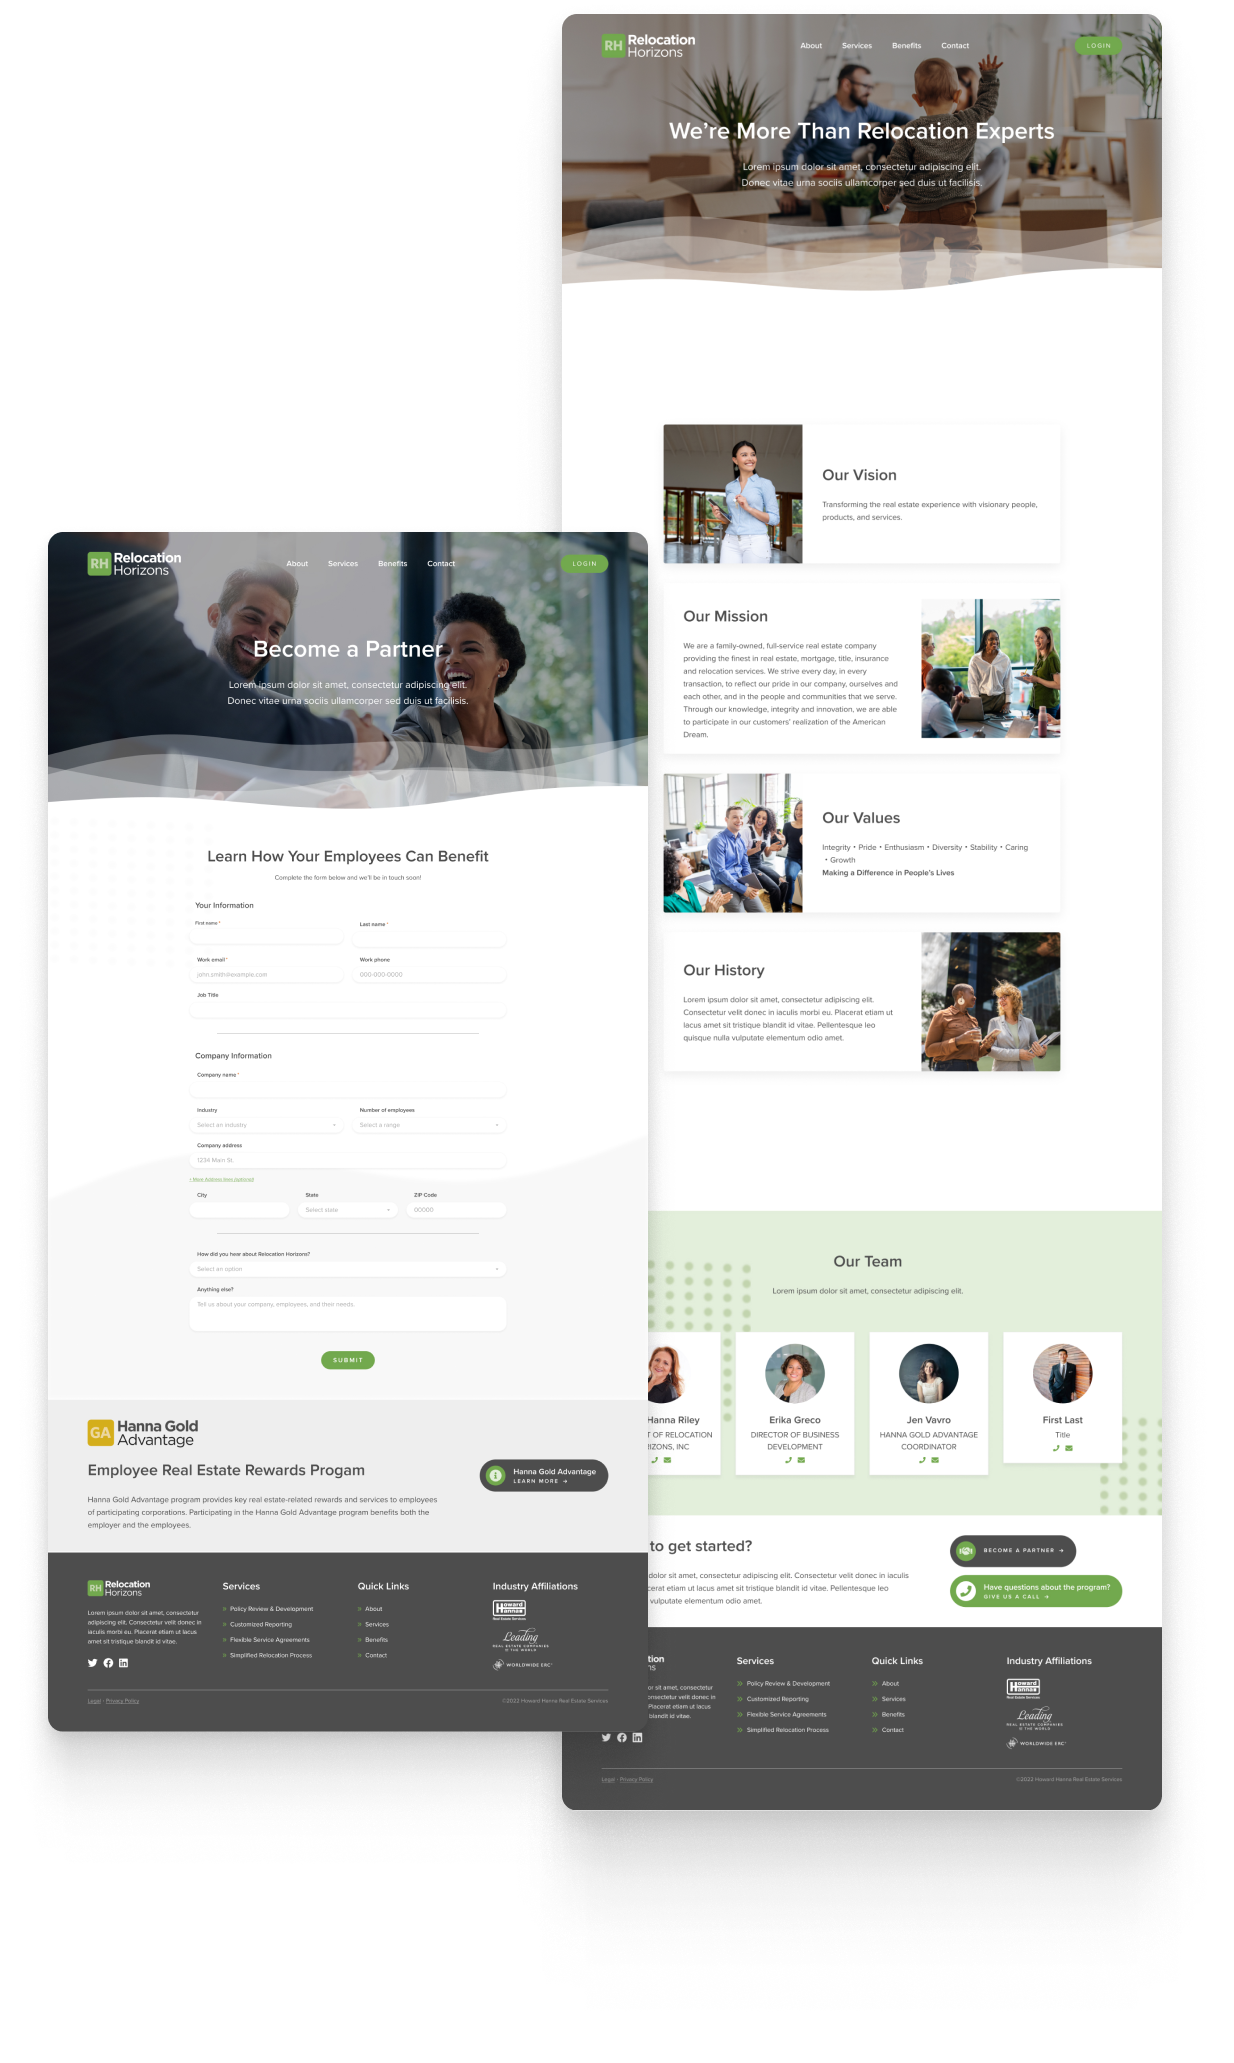 RH Relocation
Horizons
About Services Benefits Contact
LOGIN
We're More Than Relocation Experts
Lorem ipsum dolor sit amet, consectetur adipiscing elit.
Donec vitae urna sociis ullamcorper sed duis ut facilisis.
Our Vision
Transforming the real estate experience with visionary people,
products, and services.
Our Mission
We are a family-owned, full-service real estate company
providing the finest in real estate, mortgage, title, insurance
and relocation services. We strive every day, in every
transaction, to reflect our pride in our company, ourselves and
each other, and in the people and communities that we serve.
Through our knowledge, integrity and innovation, we are able
to participate in our customers' realization of the American
Dream.
Our Values
Integrity • Pride • Enthusiasm • Diversity • Stability • Caring
• Growth
Making a Difference in People's Lives
Our History
Lorem ipsum dolor sit amet, consectetur adipiscing elit.
Consectetur velit donec in iaculis morbi eu. Placerat etiam ut
lacus amet sit tristique blandit id vitae. Pellentesque leo
quisque nulla vulputate elementum odio amet.
Our Team
Lorem ipsum dolor sit amet, consectetur adipiscing elit.
Hanna Riley
T OF RELOCATION
RIZONS, INC
Erika Greco
DIRECTOR OF BUSINESS
DEVELOPMENT
Jen Vavro
HANNA GOLD ADVANTAGE
COORDINATOR
First Last
Title
to get started?
dolor sit amet, consectetur adipiscing elit. Consectetur velit donec in iaculis
cerat etiam ut lacus amet sit tristique blandit id vitae. Pellentesque leo
vulputate elementum odio amet.
BECOME A PARTNER →
Have questions about the program?
GIVE US A CALL →
ation
ns
or sit amet, consectetur
onsectetur velit donec in
Placerat etiam ut lacus
blandit id vitae.
Services
» Policy Review & Development
» Customized Reporting
» Flexible Service Agreements
» Simplified Relocation Process
Quick Links
» About
» Services
» Benefits
» Contact
Industry Affiliations
Howard
Hanna
Real Estate Services
Leading
REAL ESTATE COMPANIES
OF THE WORLD
WORLDWIDE ERC®
Legal - Privacy Policy
©2022 Howard Hanna Real Estate Services
RH Relocation
Horizons
About Services Benefits Contact
LOGIN
Become a Partner
Lorem ipsum dolor sit amet, consectetur adipiscing elit.
Donec vitae urna sociis ullamcorper sed duis ut facilisis.
Learn How Your Employees Can Benefit
Complete the form below and we'll be in touch soon!
Your Information
First name *
Last name *
Work email *
Work phone
john.smith@example.com
000-000-0000
Job Title
Company Information
Company name *
Industry
Number of employees
Select an industry
Select a range
Company address
1234 Main St.
+ More Address lines (optional)
City
State
ZIP Code
Select state
00000
How did you hear about Relocation Horizons?
Select an option
Anything else?
Tell us about your company, employees, and their needs.
SUBMIT
GA Hanna Gold
Advantage
Employee Real Estate Rewards Progam
Hanna Gold Advantage program provides key real estate-related rewards and services to employees
of participating corporations. Participating in the Hanna Gold Advantage program benefits both the
employer and the employees.
Hanna Gold Advantage
LEARN MORE →
RH Relocation
Horizons
Lorem ipsum dolor sit amet, consectetur
adipiscing elit. Consectetur velit donec in
iaculis morbi eu. Placerat etiam ut lacus
amet sit tristique blandit id vitae.
Services
» Policy Review & Development
» Customized Reporting
» Flexible Service Agreements
» Simplified Relocation Process
Quick Links
» About
» Services
» Benefits
» Contact
Industry Affiliations
Howard
Hanna
Real Estate Services
Leading
REAL ESTATE COMPANIES
OF THE WORLD
WORLDWIDE ERC®
Legal - Privacy Policy
©2022 Howard Hanna Real Estate Services